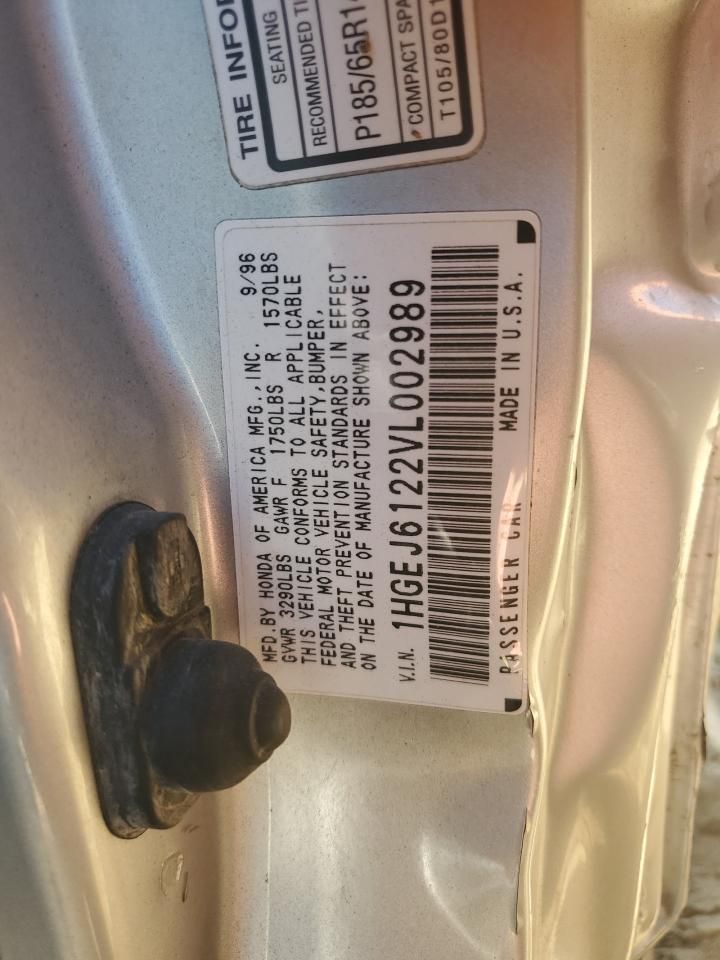 TIRE INFOR
SEATING
RECOMMENDED TI
P185/65R14
COMPACT SPA
T105/80D1
MFD.BY HONDA OF AMERICA MFG.,INC. 9/96
GVWR 3290LBS GAWR F 1750LBS R 1570LBS
THIS VEHICLE CONFORMS TO ALL APPLICABLE
FEDERAL MOTOR VEHICLE SAFETY,BUMPER,
AND THEFT PREVENTION STANDARDS IN EFFECT
ON THE DATE OF MANUFACTURE SHOWN ABOVE:
V.I.N. 1HGEJ6122VL002989
PASSENGER CAR MADE IN U.S.A.